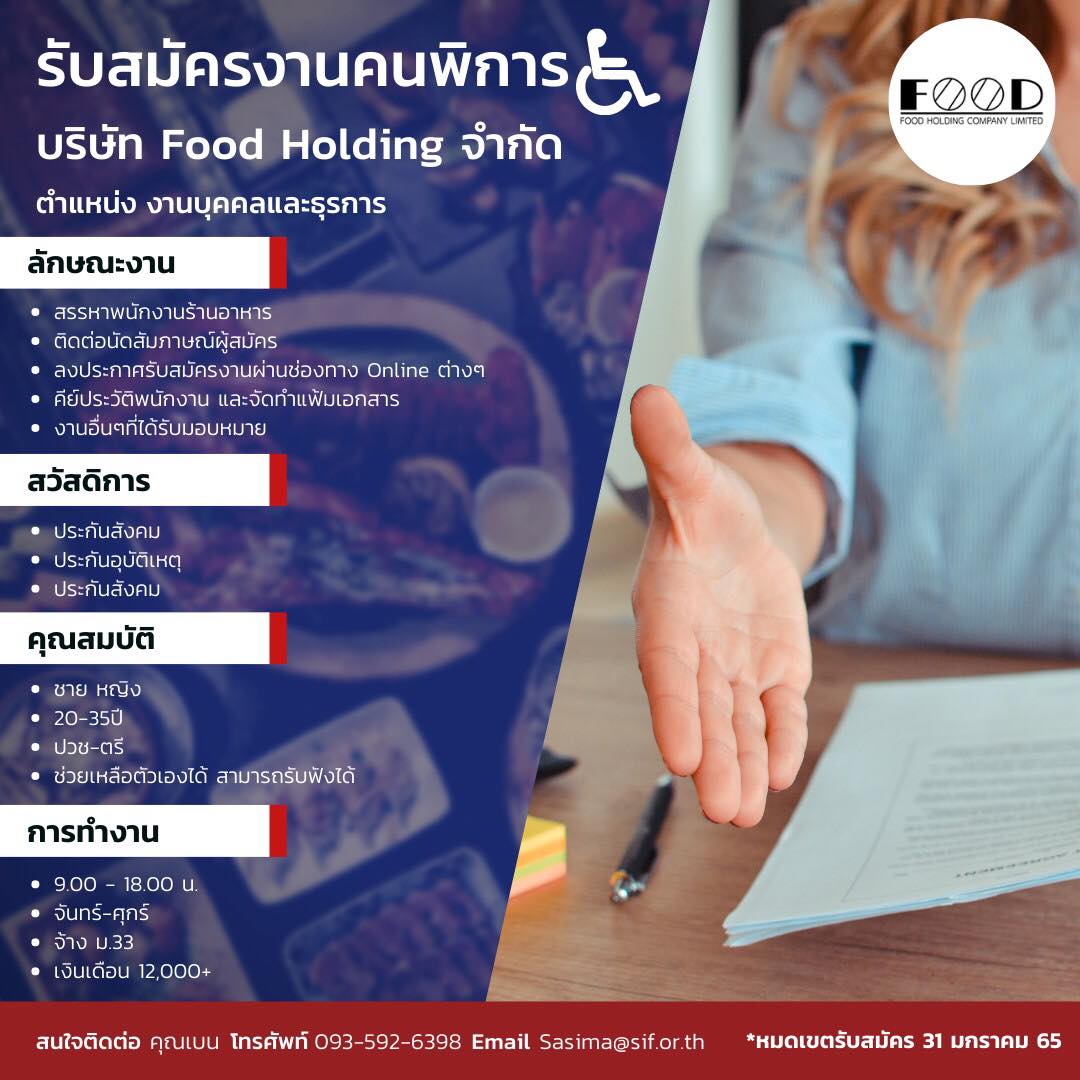 รับสมัครงานคนพิการ
บริษัท Food Holding จำกัด
ตำแหน่ง งานบุคคลและธุรการ
FOOD
FOOD HOLDING COMPANY LIMITED
ลักษณะงาน
• สรรหาพนักงานร้านอาหาร
• ติดต่อนัดสัมภาษณ์ผู้สมัคร
• ลงประกาศรับสมัครงานผ่านช่องทาง Online ต่างๆ
• คีย์ประวัติพนักงาน และจัดทำแฟ้มเอกสาร
• งานอื่นๆที่ได้รับมอบหมาย
สวัสดิการ
• ประกันสังคม
• ประกันอุบัติเหตุ
• ประกันสังคม
คุณสมบัติ
• ชาย หญิง
• 20-35ปี
• ปวช-ตรี
• ช่วยเหลือตัวเองได้ สามารถรับฟังได้
การทำงาน
• 9.00 - 18.00 น.
• จันทร์-ศุกร์
• จ้าง ม.33
• เงินเดือน 12,000+
AGREEMENT
สนใจติดต่อ คุณเบน โทรศัพท์ 093-592-6398 Email Sasima@sif.or.th *หมดเขตรับสมัคร 31 มกราคม 65